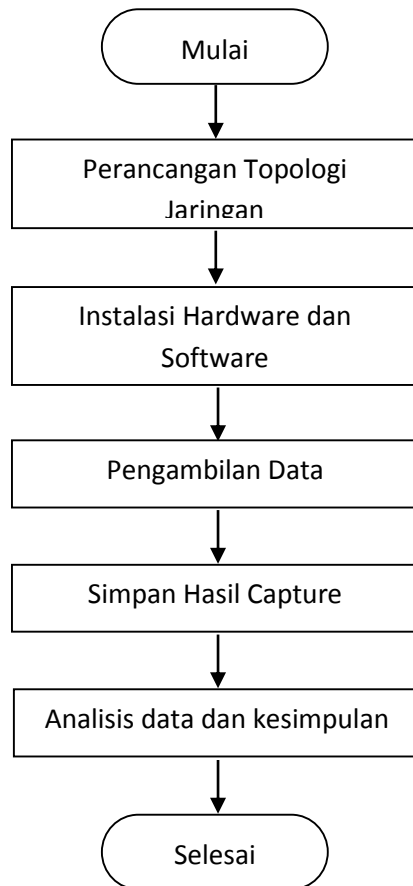 Mulai
Perancangan Topologi
Jaringan
Instalasi Hardware dan
Software
Pengambilan Data
Simpan Hasil Capture
Analisis data dan kesimpulan
Selesai